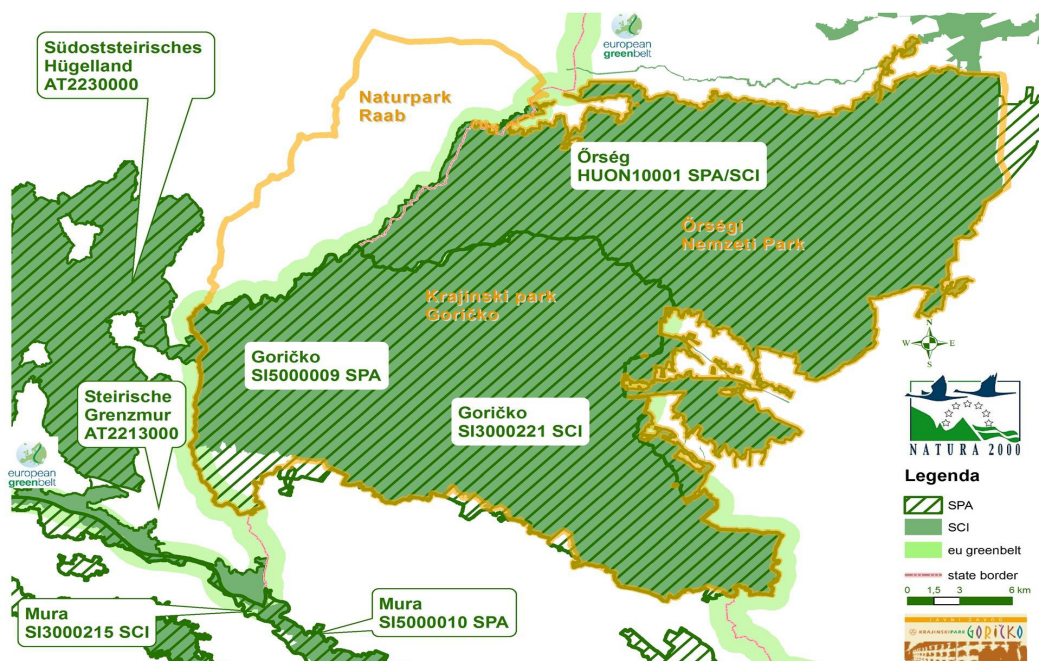 Südoststeirisches
Hügelland
AT2230000
european
greenbelt
Naturpark
Raab
Őrség
HUON10001 SPA/SCI
Őrségi
Nemzeti Park
Krajinski park
Goričko
Goričko
SI5000009 SPA
Goričko
SI3000221 SCI
Steirische
Grenzmur
AT2213000
european
greenbelt
Mura
SI3000215 SCI
Mura
SI5000010 SPA
N
W E
S
NATURA 2000
Legenda
SPA
SCI
eu greenbelt
state border
0 1,5 3 6 km
JAVNI ZAVOD
KRAJINSKI PARK GORIČKO